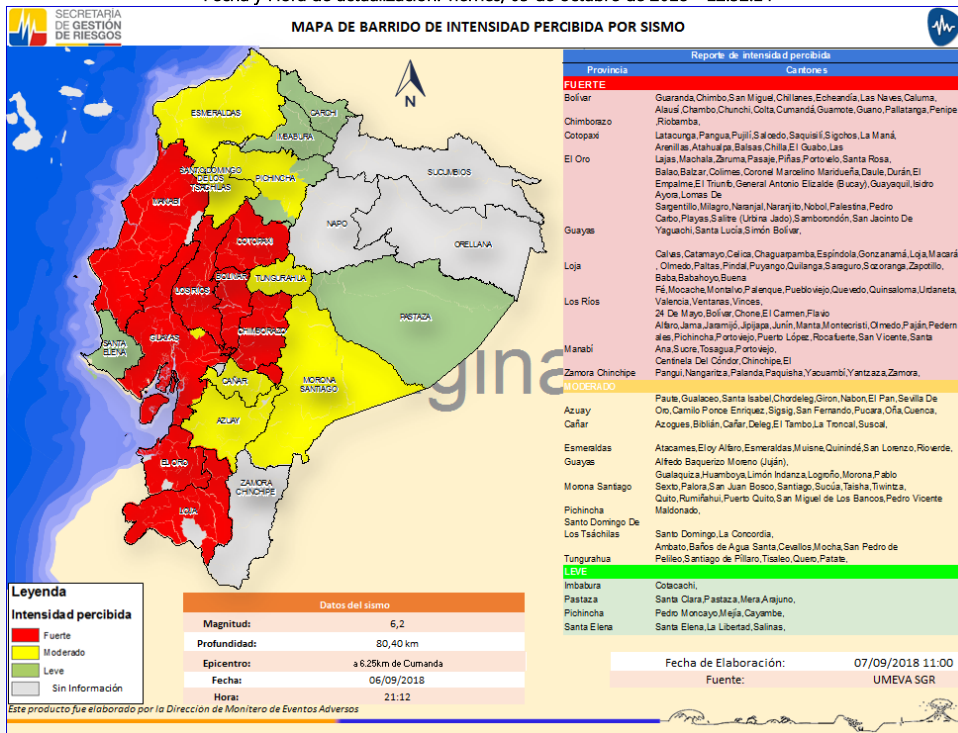 SECRETARÍA
DE GESTIÓN
DE RIESGOS
MAPA DE BARRIDO DE INTENSIDAD PERCIBIDA POR SISMO
N
ESMERALDAS
CARCHI
IMBABURA
SANTO DOMINGO
DE LOS
TSACHILAS
PICHINCHA
SUCUMBIOS
MANABI
NAPO
ORELLANA
COTOPAXI
BOLIVAR
TUNGURAHUA
LOS RÍOS
PASTAZA
CHIMBORAZO
SANTA
ELENA
GUAYAS
CAÑAR
MORONA
SANTIAGO
AZUAY
EL ORO
ZAMORA
CHINCHIPE
LOJA
gina
Reporte de intensidad percibida
Provincia Cantones
FUERTE
Bolívar Guaranda,Chimbo,San Miguel,Chillanes,Echeandía,Las Naves,Caluma,
Alausí,Chambo,Chunchi,Colta,Cumandá,Guamote,Guano,Pallatanga,Penipe
Chimborazo ,Riobamba,
Cotopaxi Latacunga,Pangua,Pujilí,Salcedo,Saquisilí,Sigchos,La Maná,
Arenillas,Atahualpa,Balsas,Chilla,El Guabo,Las
El Oro Lajas,Machala,Zaruma,Pasaje,Piñas,Portovelo,Santa Rosa,
Balao,Balzar,Colimes,Coronel Marcelino Maridueña,Daule,Durán,El
Empalme,El Triunfo,General Antonio Elizalde (Bucay),Guayaquil,Isidro
Ayora,Lomas De
Sargentillo,Milagro,Naranjal,Naranjito,Nobol,Palestina,Pedro
Carbo,Playas,Salitre (Urbina Jado),Samborondón,San Jacinto De
Guayas Yaguachi,Santa Lucía,Simón Bolívar,
Calvas,Catamayo,Celica,Chaguarpamba,Espíndola,Gonzanamá,Loja,Macará
Loja , Olmedo,Paltas,Pindal,Puyango,Quilanga,Saraguro,Sozoranga,Zapotillo,
Baba,Babahoyo,Buena
Fé,Mocache,Montalvo,Palenque,Puebloviejo,Quevedo,Quinsaloma,Urdaneta,
Los Ríos Valencia,Ventanas,Vinces,
24 De Mayo,Bolívar,Chone,El Carmen,Flavio
Alfaro,Jama,Jaramijó,Jipijapa,Junín,Manta,Montecristi,Olmedo,Paján,Pedern
ales,Pichincha,Portoviejo,Puerto López,Rocafuerte,San Vicente,Santa
Manabí Ana,Sucre,Tosagua,Portoviejo,
Centinela Del Cóndor,Chinchipe,El
Zamora Chinchipe Pangui,Nangaritza,Palanda,Paquisha,Yacuambí,Yantzaza,Zamora,
MODERADO
Paute,Gualaceo,Santa Isabel,Chordeleg,Giron,Nabon,El Pan,Sevilla De
Azuay Oro,Camilo Ponce Enriquez,Sigsig,San Fernando,Pucara,Oña,Cuenca,
Cañar Azogues,Biblián,Cañar,Deleg,El Tambo,La Troncal,Suscal,
Esmeraldas Atacames,Eloy Alfaro,Esmeraldas,Muisne,Quinindé,San Lorenzo,Rioverde,
Guayas Alfredo Baquerizo Moreno (Juján),
Gualaquiza,Huamboya,Limón Indanza,Logroño,Morona,Pablo
Morona Santiago Sexto,Palora,San Juan Bosco,Santiago,Sucúa,Taisha,Tiwintza,
Quito,Rumiñahui,Puerto Quito,San Miguel de Los Bancos,Pedro Vicente
Pichincha Maldonado,
Santo Domingo De
Los Tsáchilas Santo Domingo,La Concordia,
Ambato,Baños de Agua Santa,Cevallos,Mocha,San Pedro de
Tungurahua Pelileo,Santiago de Píllaro,Tisaleo,Quero,Patate,
LEVE
Imbabura Cotacachi,
Pastaza Santa Clara,Pastaza,Mera,Arajuno,
Pichincha Pedro Moncayo,Mejía,Cayambe,
Santa Elena Santa Elena,La Libertad,Salinas,
Leyenda
Intensidad percibida
Fuerte
Moderado
Leve
Sin Información
Datos del sismo
Magnitud: 6,2
Profundidad: 80,40 km
Epicentro: a 6.25km de Cumanda
Fecha: 06/09/2018
Hora: 21:12
Fecha de Elaboración: 07/09/2018 11:00
Fuente: UMEVA SGR
Este producto fue elaborado por la Dirección de Monitero de Eventos Adversos